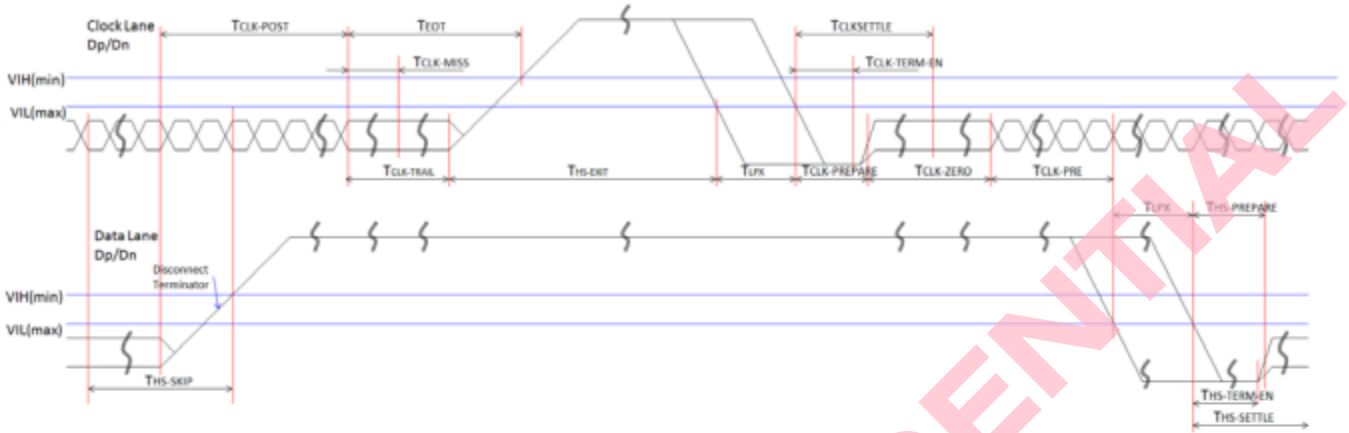 Clock Lane
Dp/Dn
TCLK-POST
TEOT
TCLKSETTLE
TCLK-MISS
TCLK-TERM-EN
VIH(min)
VIL(max)
TCLK-TRAIL
THS-EXIT
TLPX
TCLK-PREPARE
TCLK-ZERO
TCLK-PRE
TLPX
THS-PREPARE
Data Lane
Dp/Dn
Disconnect
Terminator
VIH(min)
VIL(max)
THS-SKIP
THS-TERM-EN
THS-SETTLE
ENTIAL